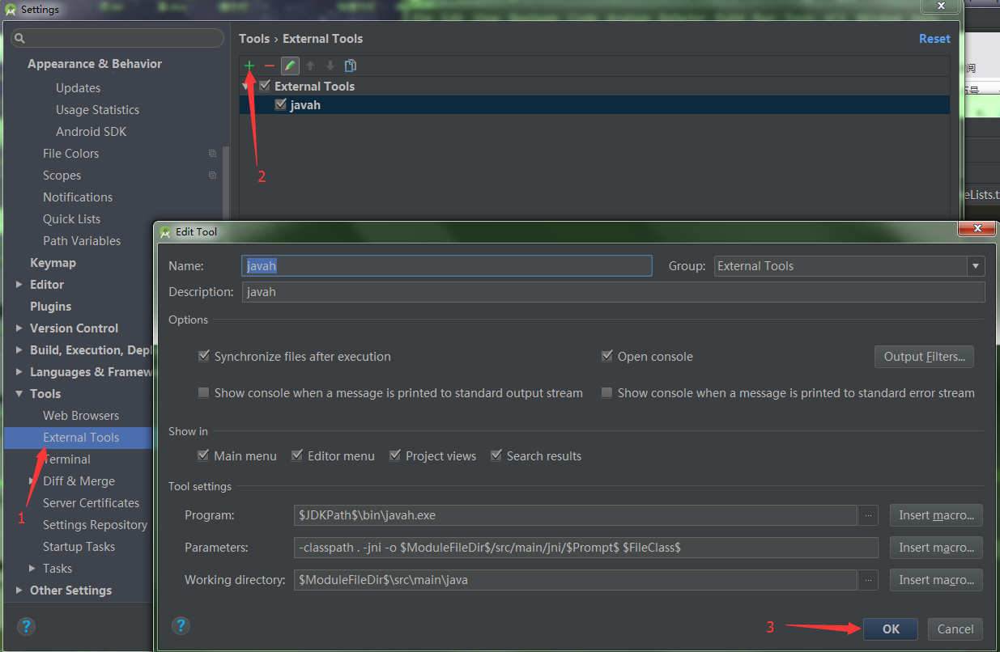 Settings
Tools › External Tools
Reset
Appearance & Behavior
Updates
Usage Statistics
Android SDK
File Colors
Scopes
Notifications
Quick Lists
Path Variables
Keymap
Editor
Plugins
Version Control
Build, Execution, Depl
Languages & Framew
Tools
Web Browsers
External Tools
Terminal
Diff & Merge
Server Certificates
Settings Repository
Startup Tasks
Tasks
Other Settings
?
1
External Tools
javah
2
阅
eLists.t
Edit Tool
Name: javah Group: External Tools
Description: javah
Options
Synchronize files after execution Open console Output Filters...
Show console when a message is printed to standard output stream Show console when a message is printed to standard error stream
Show in
Main menu Editor menu Project views Search results
Tool settings
Program: $JDKPath$\bin\javah.exe ... Insert macro...
Parameters: -classpath . -jni -o $ModuleFileDir$/src/main/jni/$Prompt$ $FileClass$ Insert macro...
Working directory: $ModuleFileDir$\src\main\java ... Insert macro...
? 3 OK Cancel